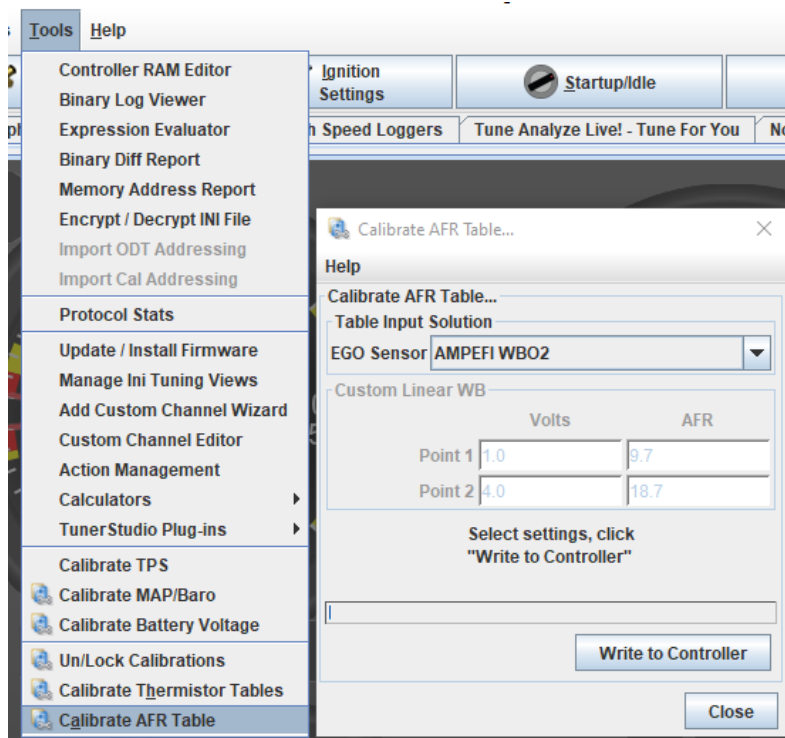 Tools Help
Controller RAM Editor
Binary Log Viewer
Expression Evaluator
Binary Diff Report
Memory Address Report
Encrypt / Decrypt INI File
Import ODT Addressing
Import Cal Addressing
Protocol Stats
Update / Install Firmware
Manage Ini Tuning Views
Add Custom Channel Wizard
Custom Channel Editor
Action Management
Calculators
TunerStudio Plug-ins
Calibrate TPS
Calibrate MAP/Baro
Calibrate Battery Voltage
Un/Lock Calibrations
Calibrate Thermistor Tables
Calibrate AFR Table
Ignition
Settings
Startup/Idle
Speed Loggers
Tune Analyze Live! - Tune For You
Calibrate AFR Table...
Help
Calibrate AFR Table...
Table Input Solution
EGO Sensor AMPEFI WBO2
Custom Linear WB
Volts AFR
Point 1 1.0 9.7
Point 2 4.0 18.7
Select settings, click
"Write to Controller"
Write to Controller
Close